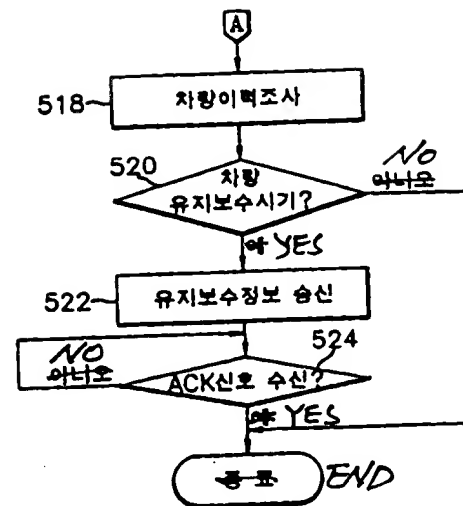 A
518
차량이력조사
520
차량
유지보수시기?
NO
아니오
예 YES
522
유지보수정보 송신
524
NO
아니오
ACK신호 수신?
예 YES
종료 END